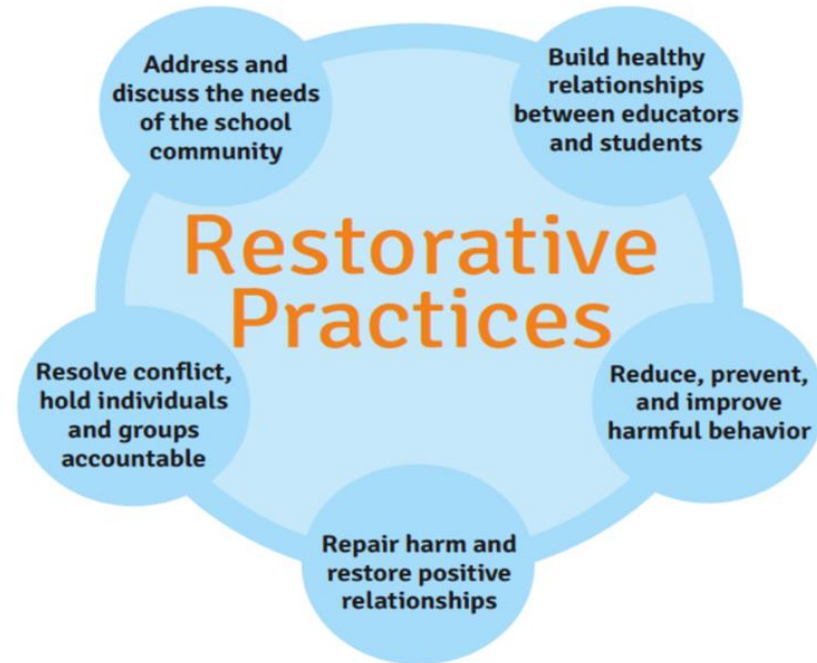 Address and
discuss the needs
of the school
community
Build healthy
relationships
between educators
and students
Restorative
Practices
Resolve conflict,
hold individuals
and groups
accountable
Reduce, prevent,
and improve
harmful behavior
Repair harm and
restore positive
relationships